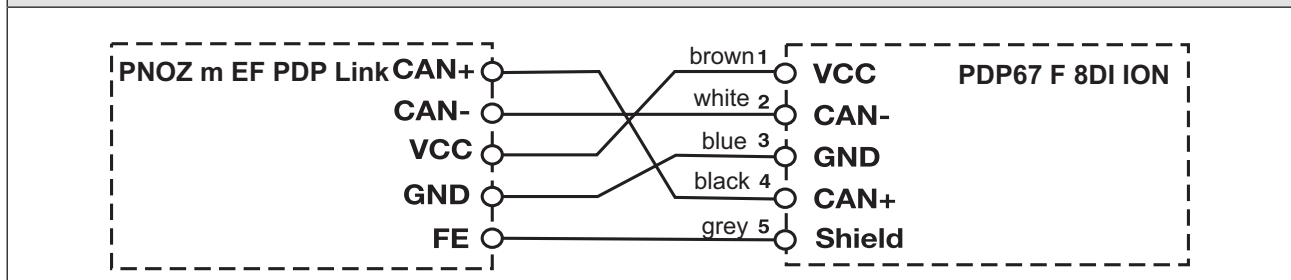 PNOZ m EF PDP Link CAN+ brown 1 VCC PDP67 F 8DI ION
CAN- white 2 CAN-
VCC blue 3 GND
GND black 4 CAN+
FE grey 5 Shield